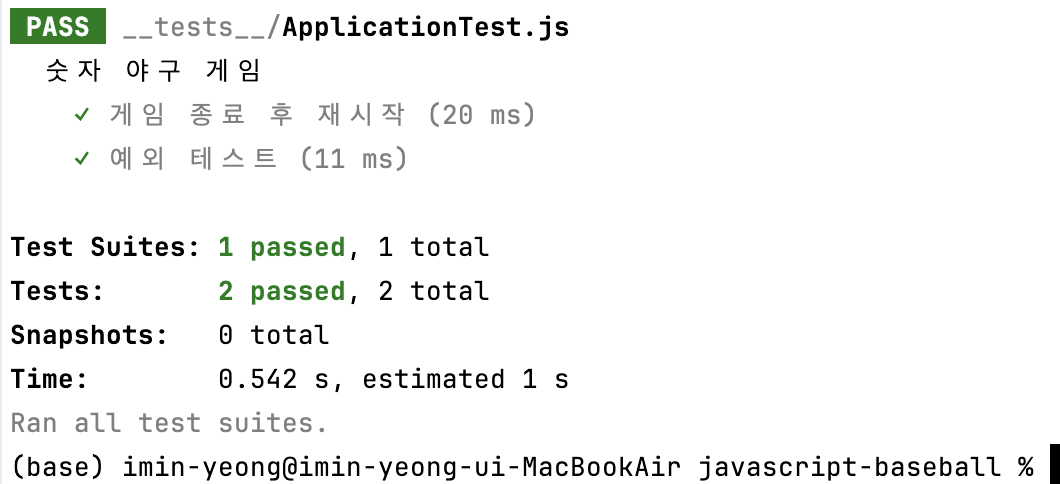 PASS __tests__/ApplicationTest.js
숫자 야구 게임
✓ 게임 종료 후 재시작 (20 ms)
✓ 예외 테스트 (11 ms)
Test Suites: 1 passed, 1 total
Tests: 2 passed, 2 total
Snapshots: 0 total
Time: 0.542 s, estimated 1 s
Ran all test suites.
(base) imin-yeong@imin-yeong-ui-MacBookAir javascript-baseball %